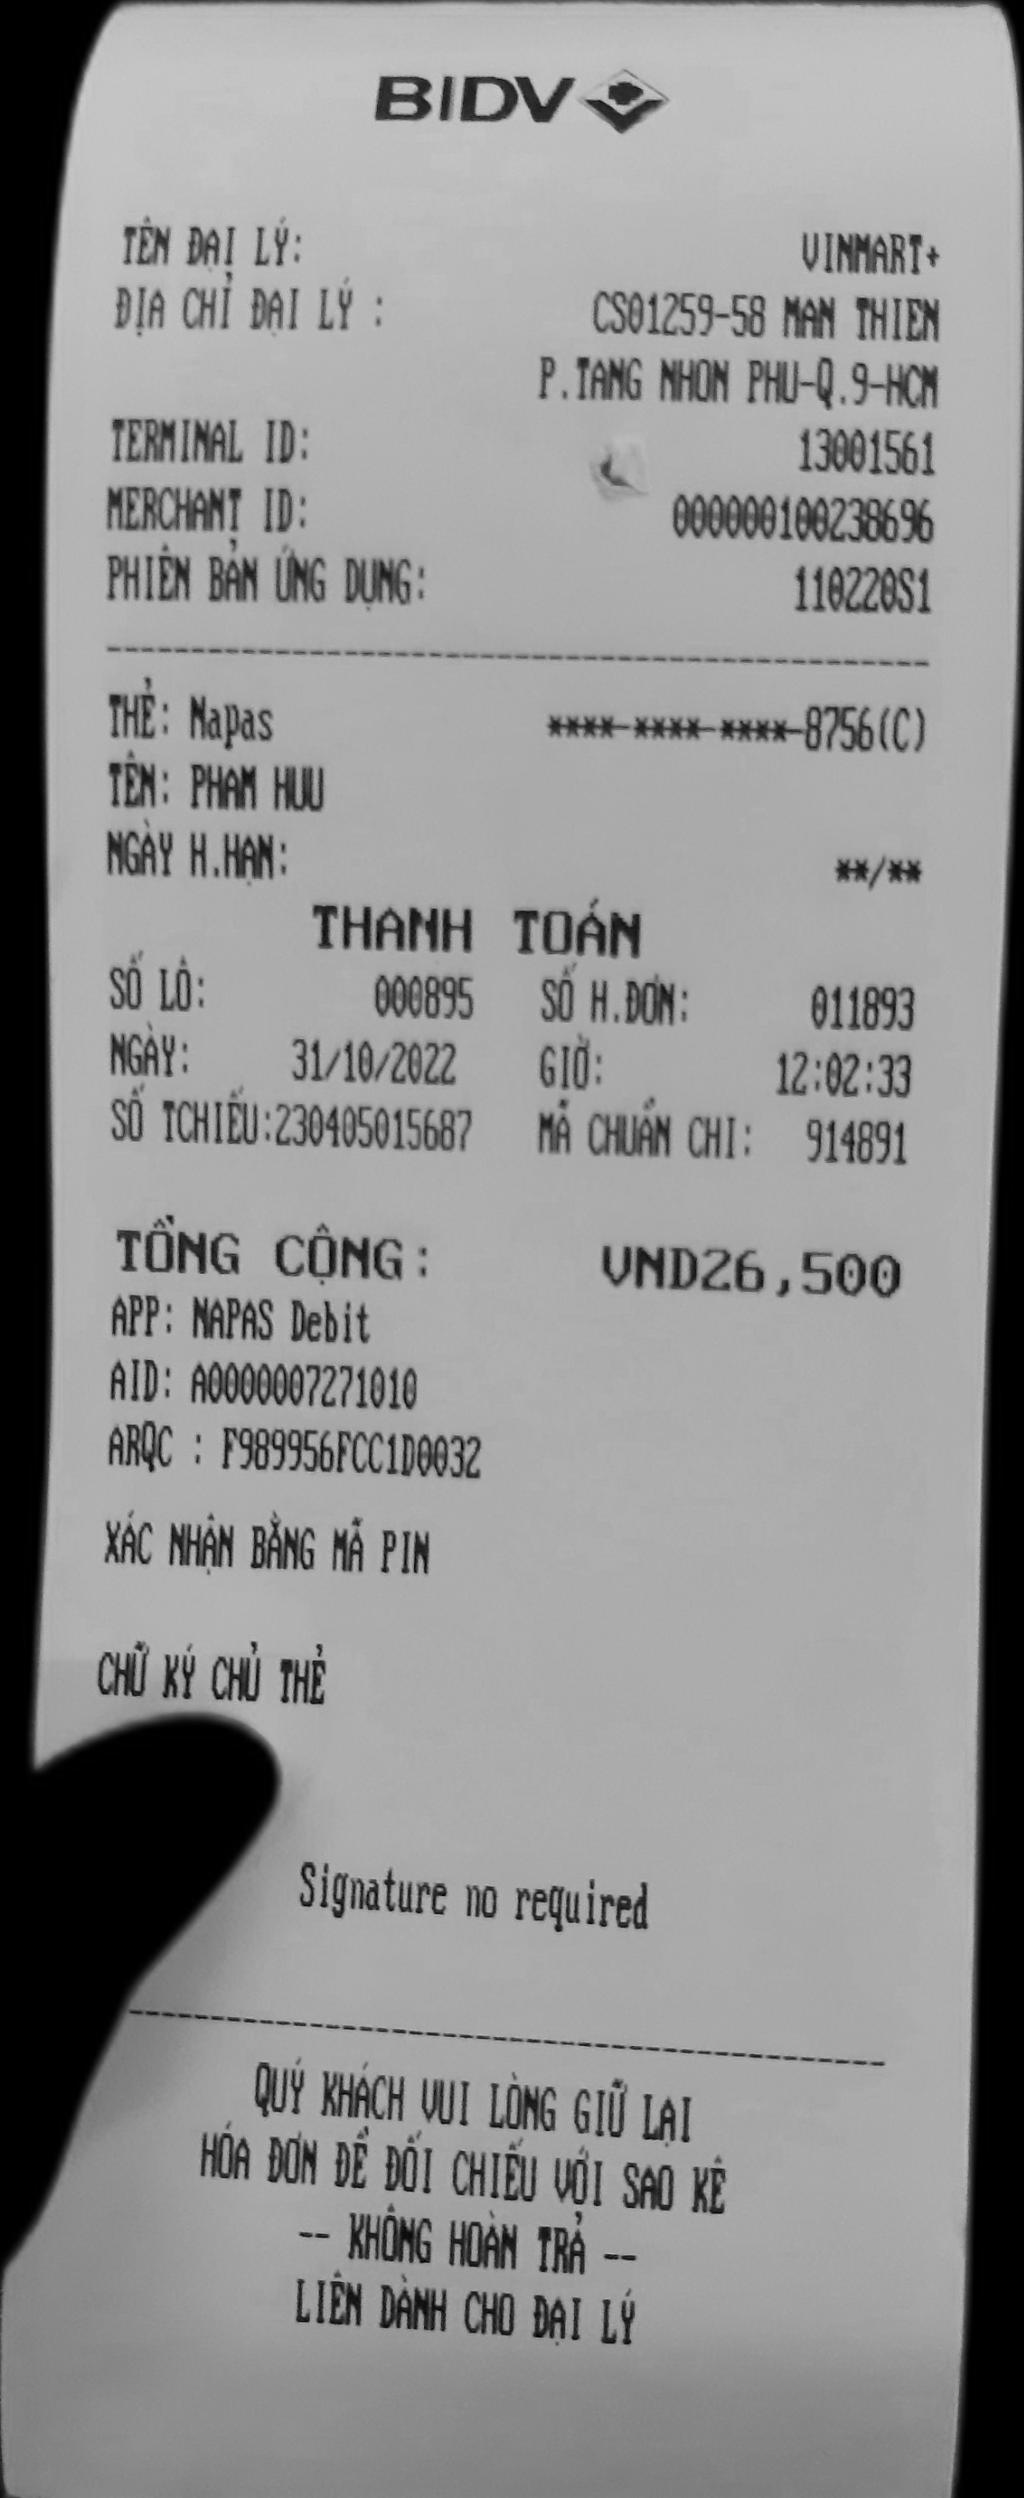 BIDV
TÊN ĐẠI LÝ: VINMART+
ĐỊA CHỈ ĐẠI LÝ : CS01259-58 MAN THIEN
P.TANG NHON PHU-Q.9-HCM
TERMINAL ID: 13001561
MERCHANT ID: 000000100238696
PHIÊN BẢN ỨNG DỤNG: 110220S1
THẺ: Napas ****-****-****-8756(C)
TÊN: PHAM HUU
NGÀY H.HẠN: **/**
THANH TOÁN
SỐ LÔ: 000895 SỐ H.ĐƠN: 011893
NGÀY: 31/10/2022 GIỜ: 12:02:33
SỐ TCHIẾU:230405015687 MÃ CHUẨN CHI: 914891
TỔNG CỘNG: VND26,500
APP: NAPAS Debit
AID: A0000007271010
ARQC : F989956FCC1D0032
XÁC NHẬN BẰNG MÃ PIN
CHỮ KÝ CHỦ THẺ
Signature no required
QUÝ KHÁCH VUI LÒNG GIỮ LẠI
HÓA ĐƠN ĐỂ ĐỐI CHIẾU VỚI SAO KÊ
-- KHÔNG HOÀN TRẢ --
LIÊN DÀNH CHO ĐẠI LÝ